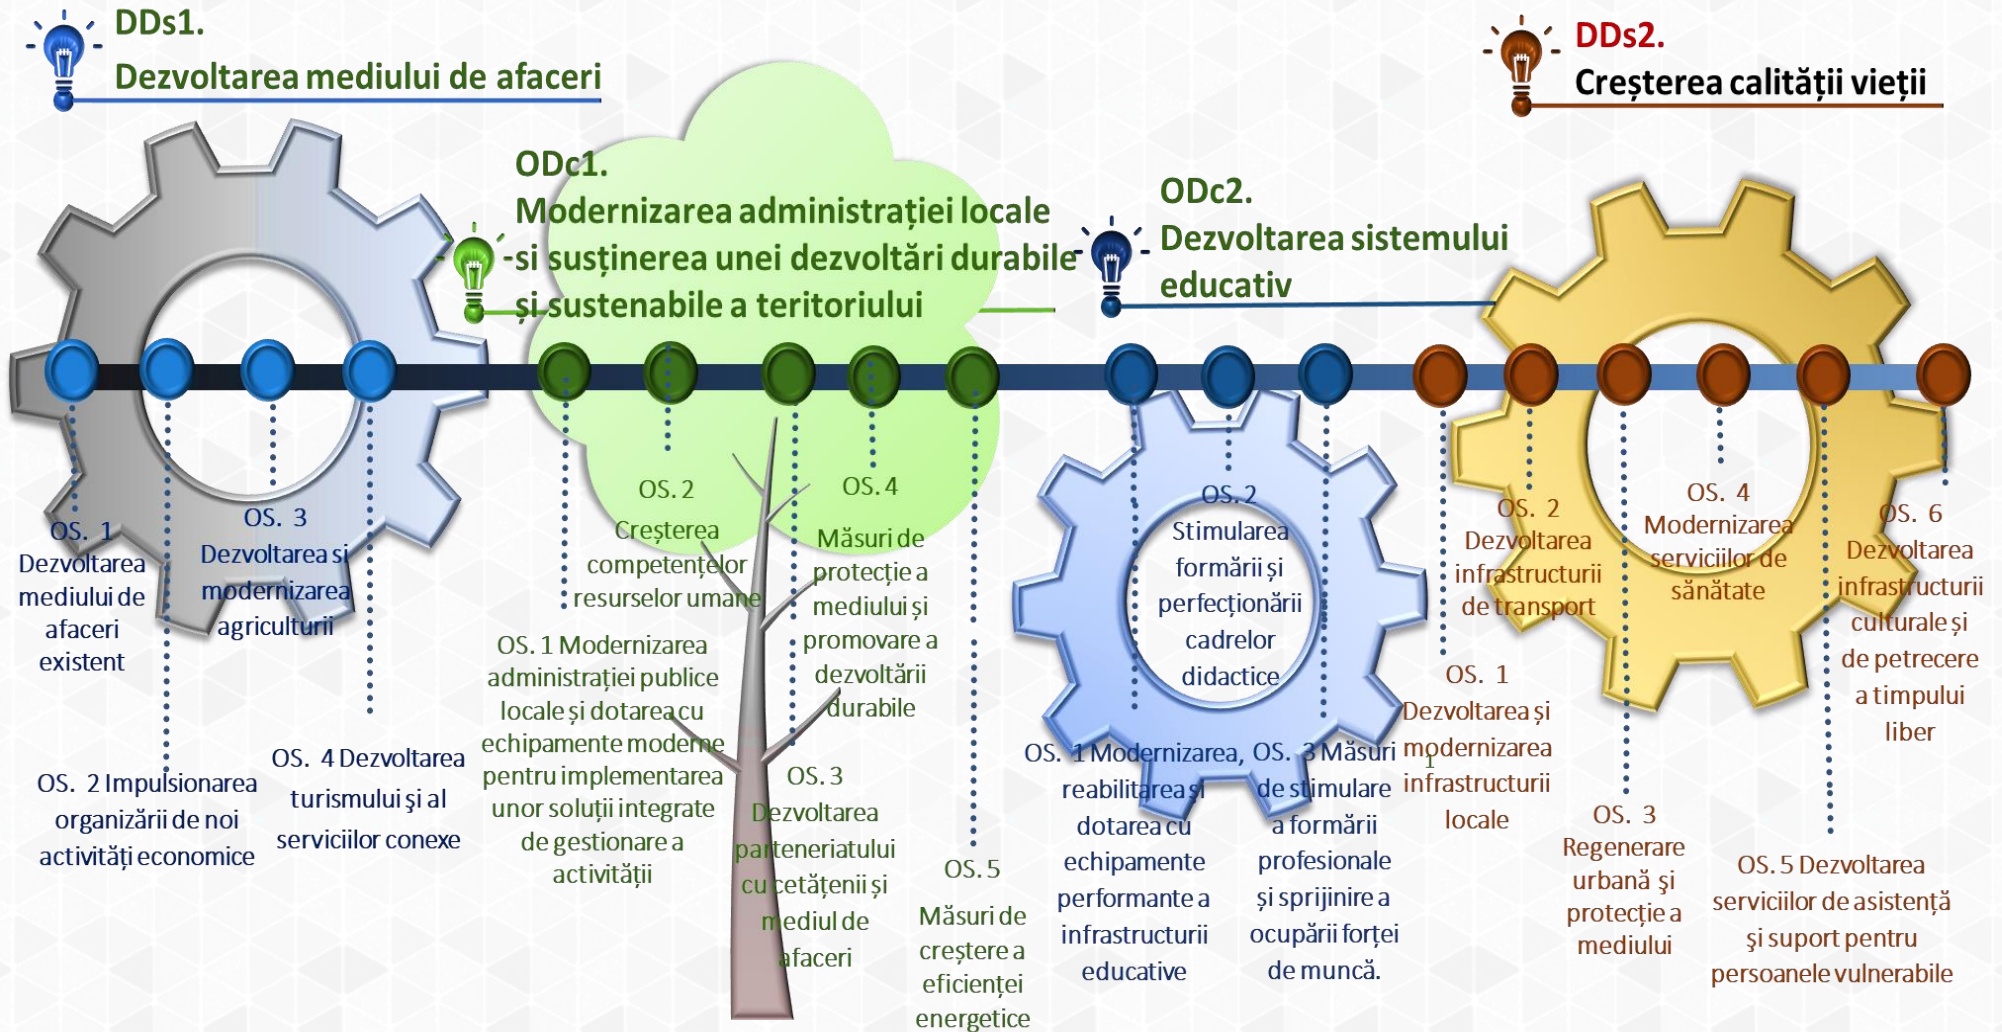 DDs1.
Dezvoltarea mediului de afaceri
DDs2.
Creșterea calității vieții
ODc1.
Modernizarea administrației locale
si susținerea unei dezvoltări durabile
și sustenabile a teritoriului
ODc2.
Dezvoltarea sistemului
educativ
OS. 1
Dezvoltarea
mediului de
afaceri
existent
OS. 2 Impulsionarea
organizării de noi
activități economice
OS. 3
Dezvoltarea si
modernizarea
agriculturii
OS. 4 Dezvoltarea
turismului şi al
serviciilor conexe
OS. 1 Modernizarea
administrației publice
locale și dotarea cu
echipamente moderne
pentru implementarea
unor soluții integrate
de gestionare a
activității
OS. 2
Creșterea
competențelor
resurselor umane
OS. 3
Dezvoltarea
parteneriatului
cu cetățenii și
mediul de
afaceri
OS. 4
Măsuri de
protecție a
mediului și
promovare a
dezvoltării
durabile
OS. 5
Măsuri de
creștere a
eficienței
energetice
OS. 1 Modernizarea,
reabilitarea și
dotarea cu
echipamente
performante a
infrastructurii
educative
OS. 2
Stimularea
formării și
perfecționării
cadrelor
didactice
OS. 3 Măsuri
de stimulare
a formării
profesionale
și sprijinire a
ocupării forței
de muncă.
1
OS. 1
Dezvoltarea și
modernizarea
infrastructurii
locale
OS. 2
Dezvoltarea
infrastructurii
de transport
OS. 3
Regenerare
urbană şi
protecție a
mediului
OS. 4
Modernizarea
serviciilor de
sănătate
OS. 5 Dezvoltarea
serviciilor de asistență
şi suport pentru
persoanele vulnerabile
OS. 6
Dezvoltarea
infrastructurii
culturale și
de petrecere
a timpului
liber